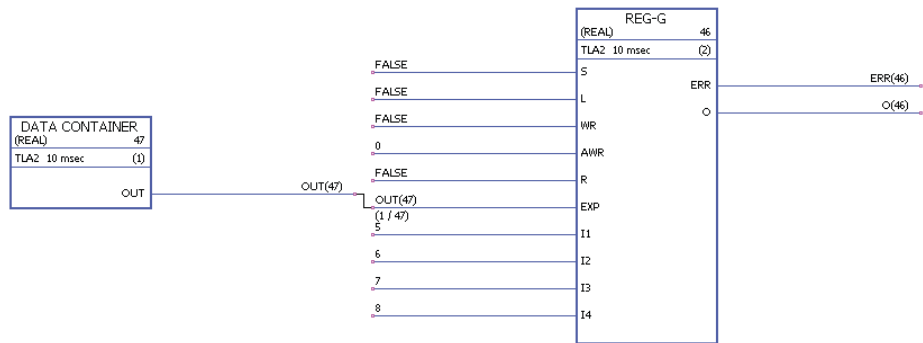 REG-G
(REAL) 46
TLA2 10 msec (2)
FALSE S
ERR ERR(46)
FALSE L
O O(46)
FALSE WR
DATA CONTAINER
(REAL) 47
0 AWR
TLA2 10 msec (1)
FALSE R
OUT OUT(47) OUT(47) EXP
(1 / 47)
5 I1
6 I2
7 I3
8 I4